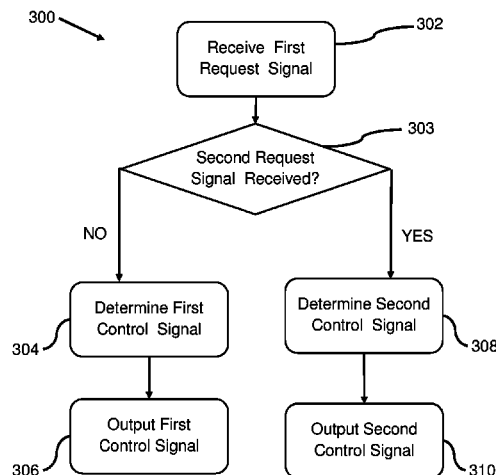 300
302
Receive First
Request Signal
303
Second Request
Signal Received?
NO
YES
Determine First
Control Signal
304
Determine Second
Control Signal
308
Output First
Control Signal
306
Output Second
Control Signal
310